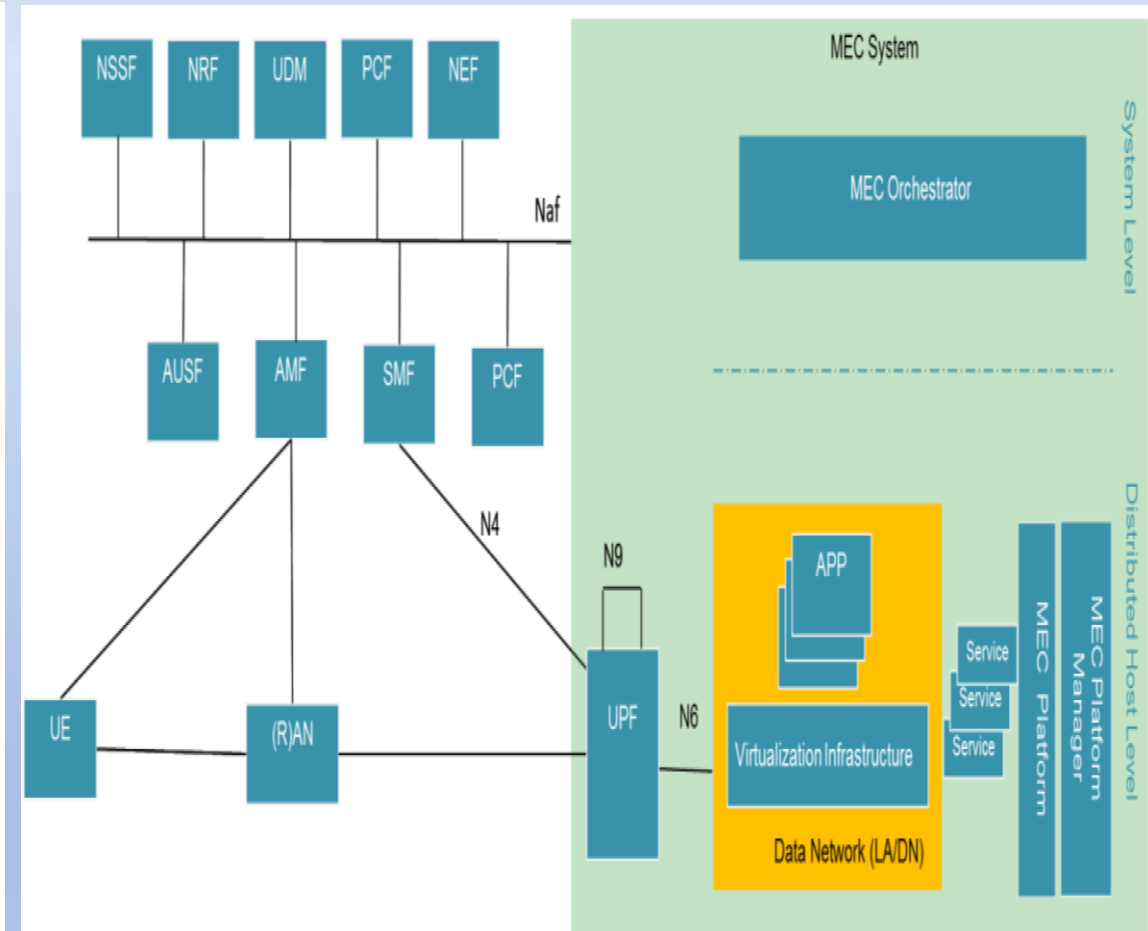 MEC System
NSSF
NRF
UDM
PCF
NEF
System Level
MEC Orchestrator
Naf
AUSF
AMF
SMF
PCF
Distributed Host Level
N4
N9
APP
MEC Platform
MEC Platform
Manager
Service
Service
Service
UE
(R)AN
UPF
N6
Virtualization Infrastructure
Data Network (LA/DN)